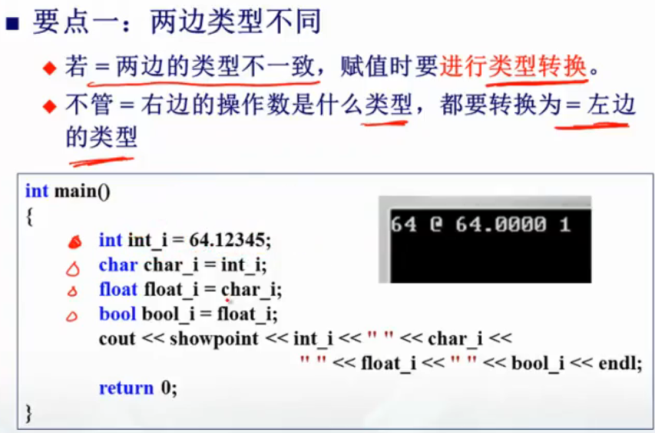 要点一：两边类型不同
若＝两边的类型不一致，赋值时要进行类型转换。
不管＝右边的操作数是什么类型，都要转换为＝左边
的类型
int main()
{
int int_i = 64.12345;
char char_i = int_i;
float float_i = char_i;
bool bool_i = float_i;
cout << showpoint << int_i << " " << char_i <<
" " << float_i << " " << bool_i << endl;
return 0;
}
64 @ 64.0000 1